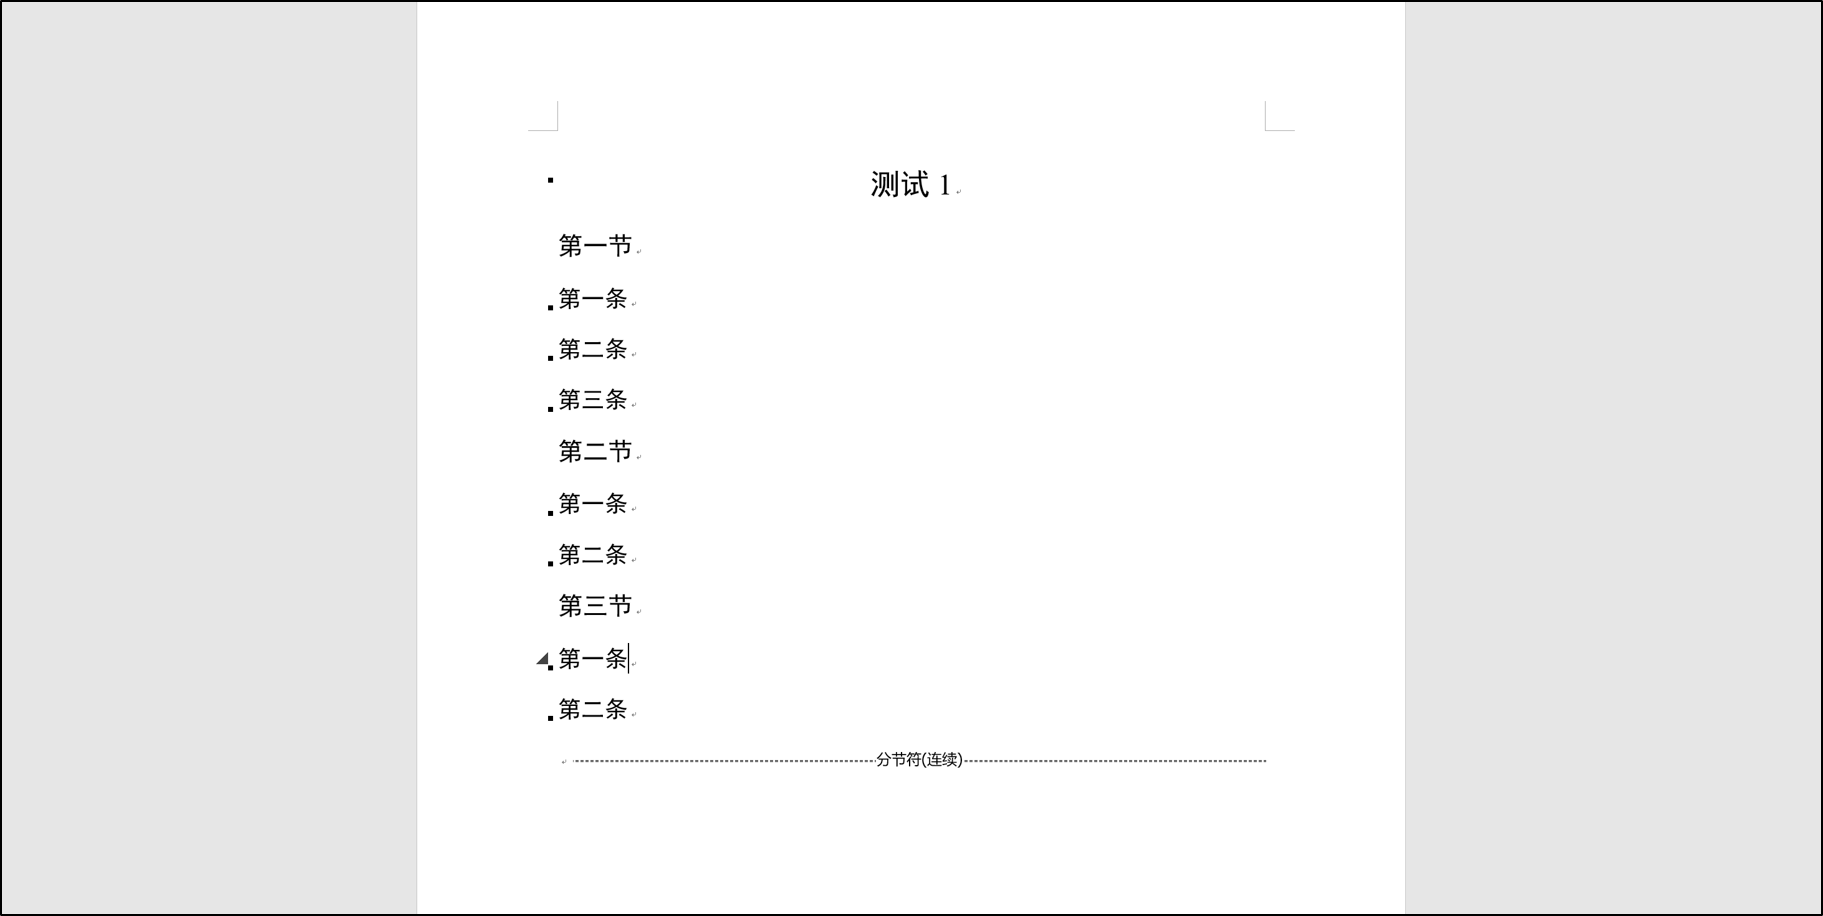 测试 1
第一节
第一条
第二条
第三条
第二节
第一条
第二条
第三节
第一条
第二条
分节符(连续)